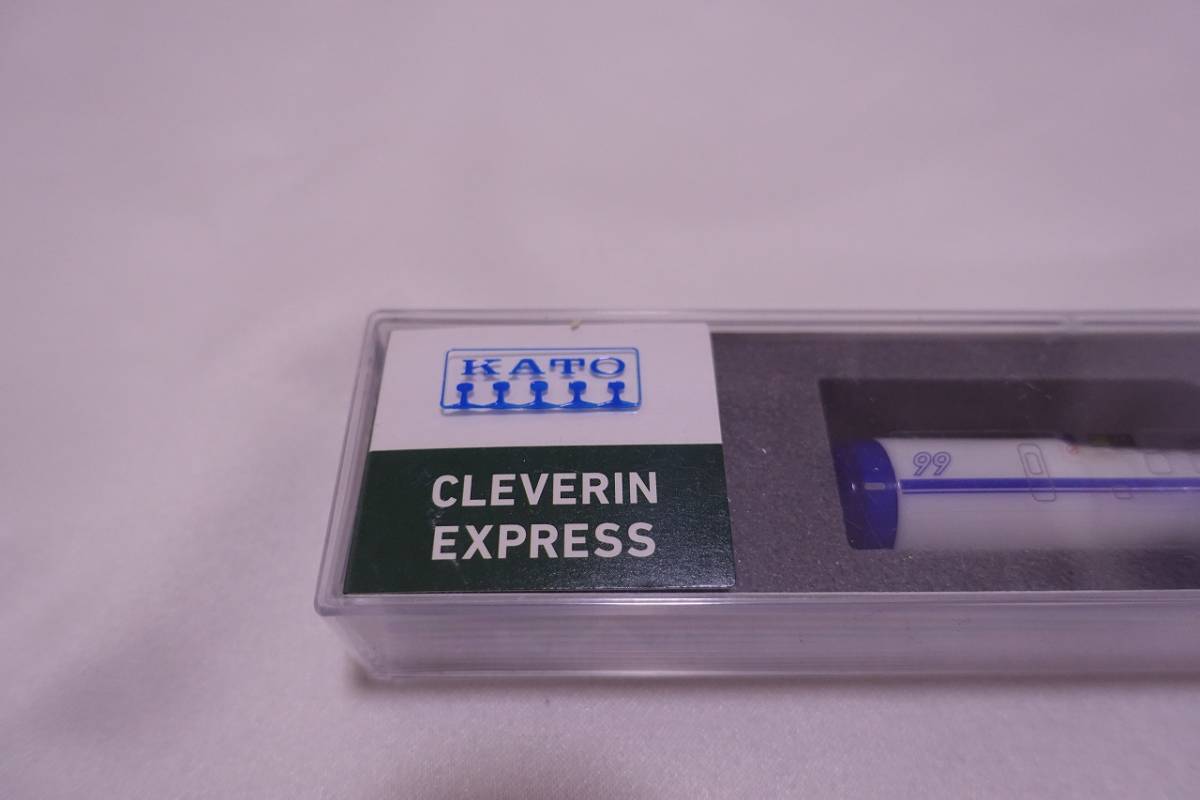 KATO
CLEVERIN
EXPRESS
99